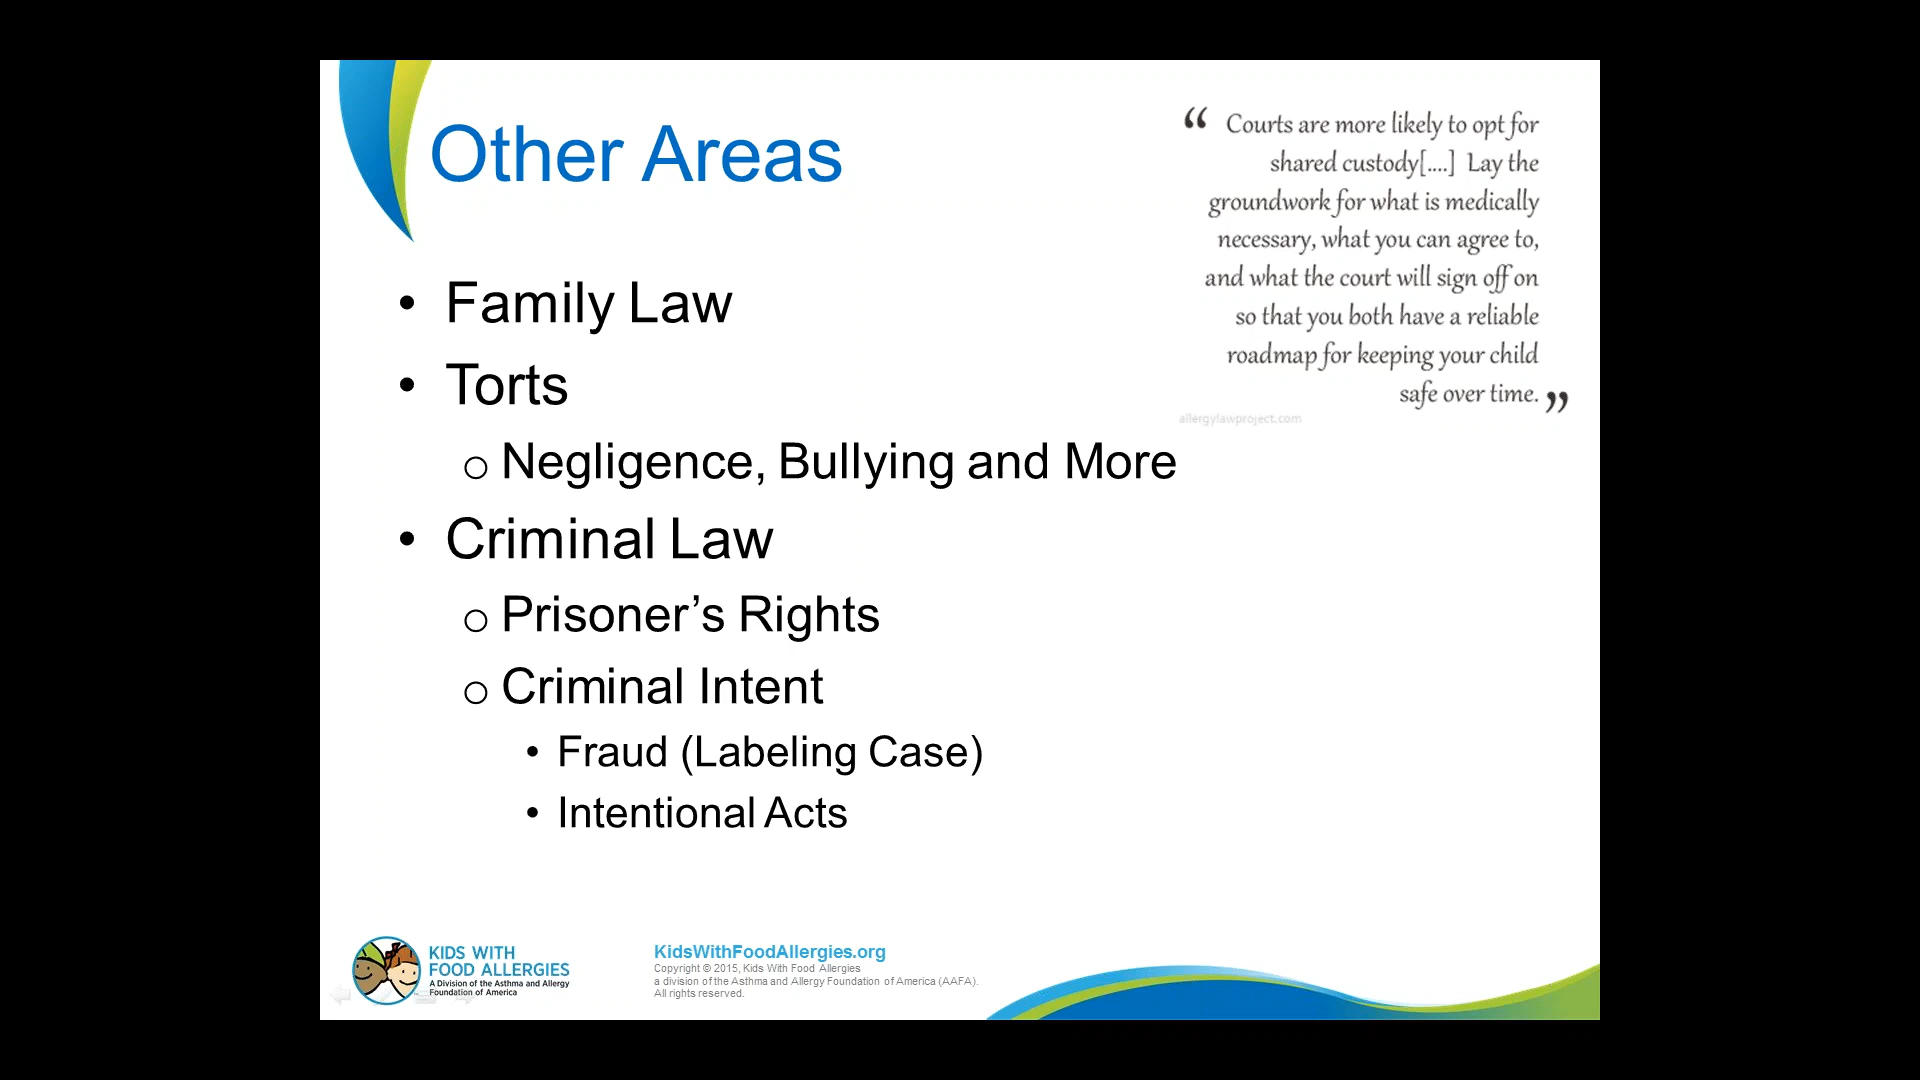 Other Areas
“ Courts are more likely to opt for
shared custody[....] Lay the
groundwork for what is medically
necessary, what you can agree to,
and what the court will sign off on
so that you both have a reliable
roadmap for keeping your child
safe over time. ”
allergylawproject.com
• Family Law
• Torts
o Negligence, Bullying and More
• Criminal Law
o Prisoner’s Rights
o Criminal Intent
• Fraud (Labeling Case)
• Intentional Acts
KIDS WITH
FOOD ALLERGIES
A Division of the Asthma and Allergy
Foundation of America
KidsWithFoodAllergies.org
Copyright © 2015, Kids With Food Allergies
a division of the Asthma and Allergy Foundation of America (AAFA).
All rights reserved.